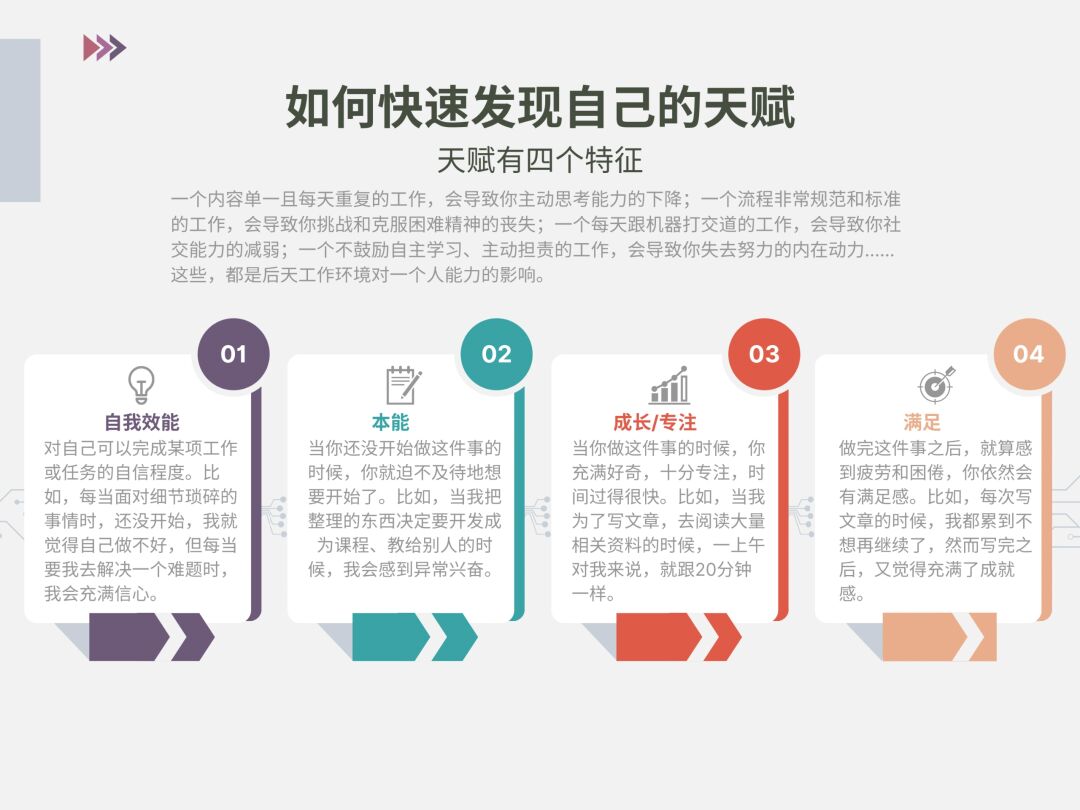 如何快速发现自己的天赋
天赋有四个特征
一个内容单一且每天重复的工作，会导致你主动思考能力的下降；一个流程非常规范和标准
的工作，会导致你挑战和克服困难精神的丧失；一个每天跟机器打交道的工作，会导致你社
交能力的减弱；一个不鼓励自主学习、主动担责的工作，会导致你失去努力的内在动力……
这些，都是后天工作环境对一个人能力的影响。
01
自我效能
对自己可以完成某项工作
或任务的自信程度。比
如，每当面对细节琐碎的
事情时，还没开始，我就
觉得自己做不好，但每当
要我去解决一个难题时，
我会充满信心。
02
本能
当你还没开始做这件事的
时候，你就迫不及待地想
要开始了。比如，当我把
整理的东西决定要开发成
为课程、教给别人的时
候，我会感到异常兴奋。
03
成长/专注
当你做这件事的时候，你
充满好奇，十分专注，时
间过得很快。比如，当我
为了写文章，去阅读大量
相关资料的时候，一上午
对我来说，就跟20分钟
一样。
04
满足
做完这件事之后，就算感
到疲劳和困倦，你依然会
有满足感。比如，每次写
文章的时候，我都累到不
想再继续了，然而写完之
后，又觉得充满了成就
感。